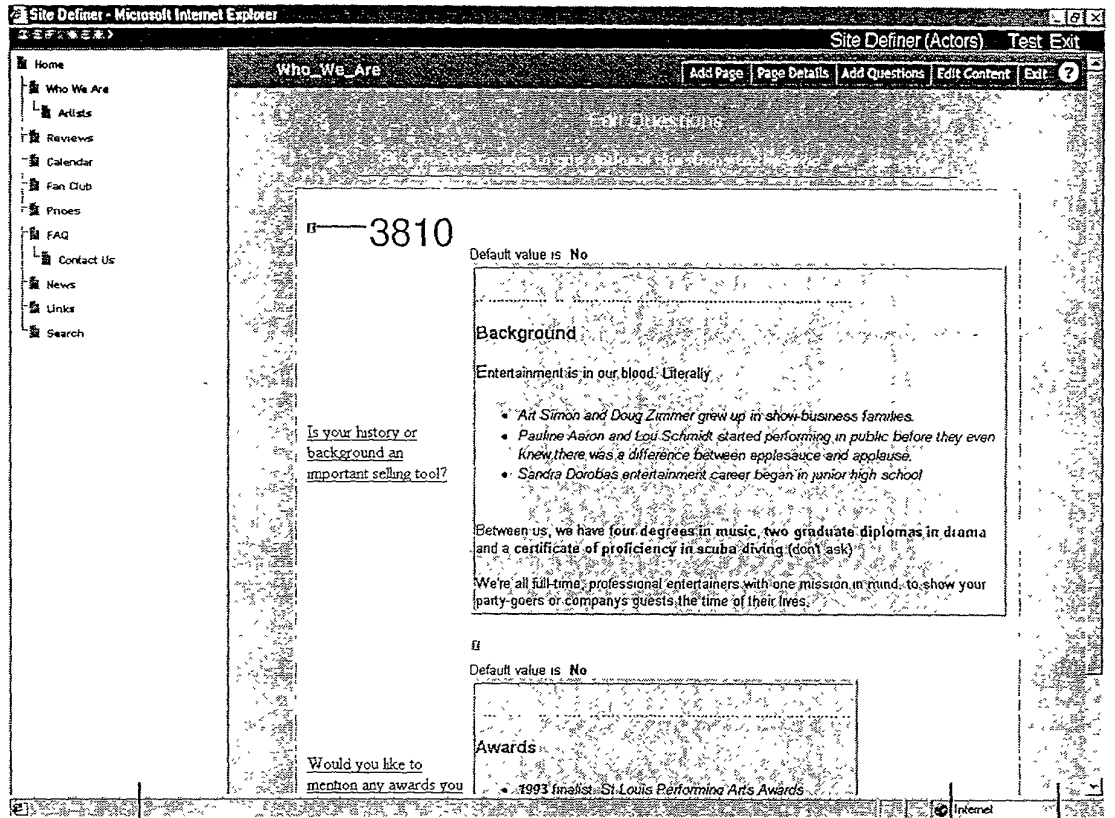 Site Definer - Microsoft Internet Explorer
Site Definer (Actors) Test Exit
Home
Who We Are
Artists
Reviews
Calendar
Fan Club
Prices
FAQ
Contact Us
News
Links
Search
Who_We_Are
Add Page Page Details Add Questions Edit Content Exit ?
Edit Questions
3810
Default value is No
Background
Entertainment is in our blood. Literally
• Art Simon and Doug Zimmer grew up in show-business families.
• Pauline Aaron and Lou Schmidt started performing in public before they even
knew there was a difference between applesauce and applause.
• Sandra Dorobas entertainment career began in junior high school
Is your history or
background an
important selling tool?
Between us, we have four degrees in music, two graduate diplomas in drama
and a certificate of proficiency in scuba diving (don't ask)
We're all full-time, professional entertainers with one mission in mind, to show your
party-goers or companys guests the time of their lives.
Default value is No
Awards
Would you like to
mention any awards you
• 1993 finalist St Louis Performing Arts Awards
Internet